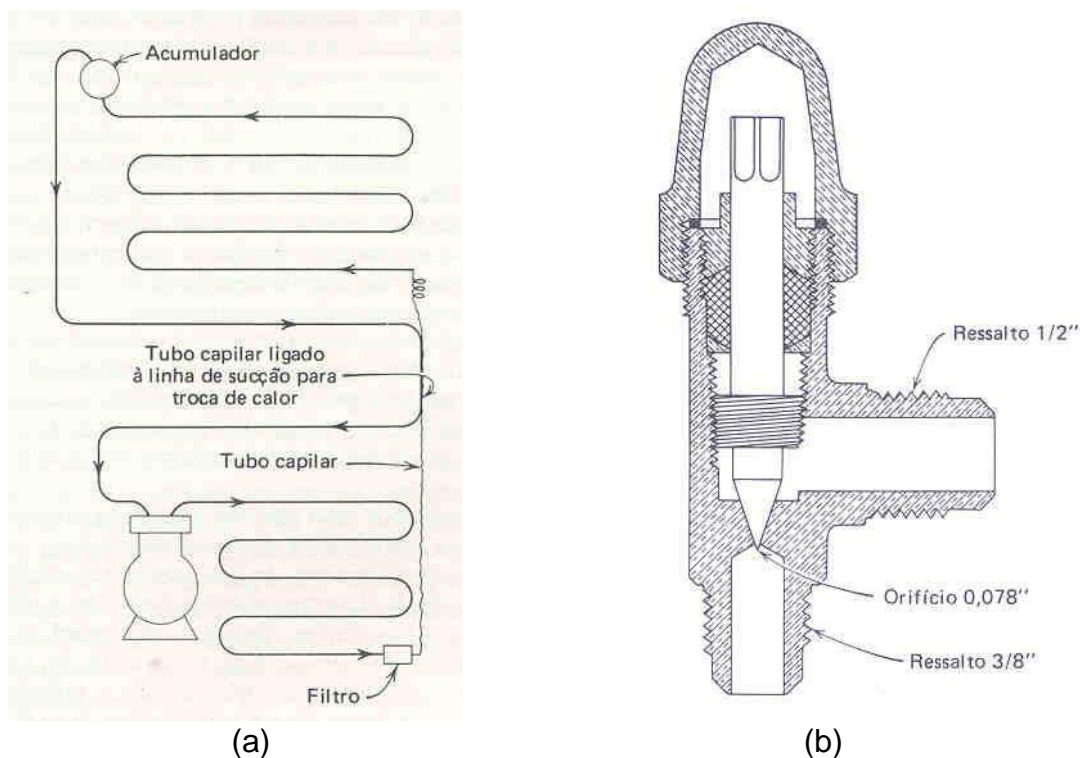 Acumulador
Tubo capilar ligado
à linha de sucção para
troca de calor
Tubo capilar
Filtro
(a)
Ressalto 1/2"
Orifício 0,078"
Ressalto 3/8"
(b)